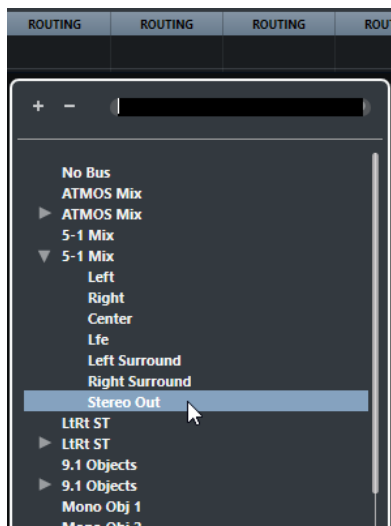 ROUTING ROUTING ROUTING ROU
+ -
No Bus
ATMOS Mix
ATMOS Mix
5-1 Mix
5-1 Mix
Left
Right
Center
Lfe
Left Surround
Right Surround
Stereo Out
LtRt ST
LtRt ST
9.1 Objects
9.1 Objects
Mono Obj 1